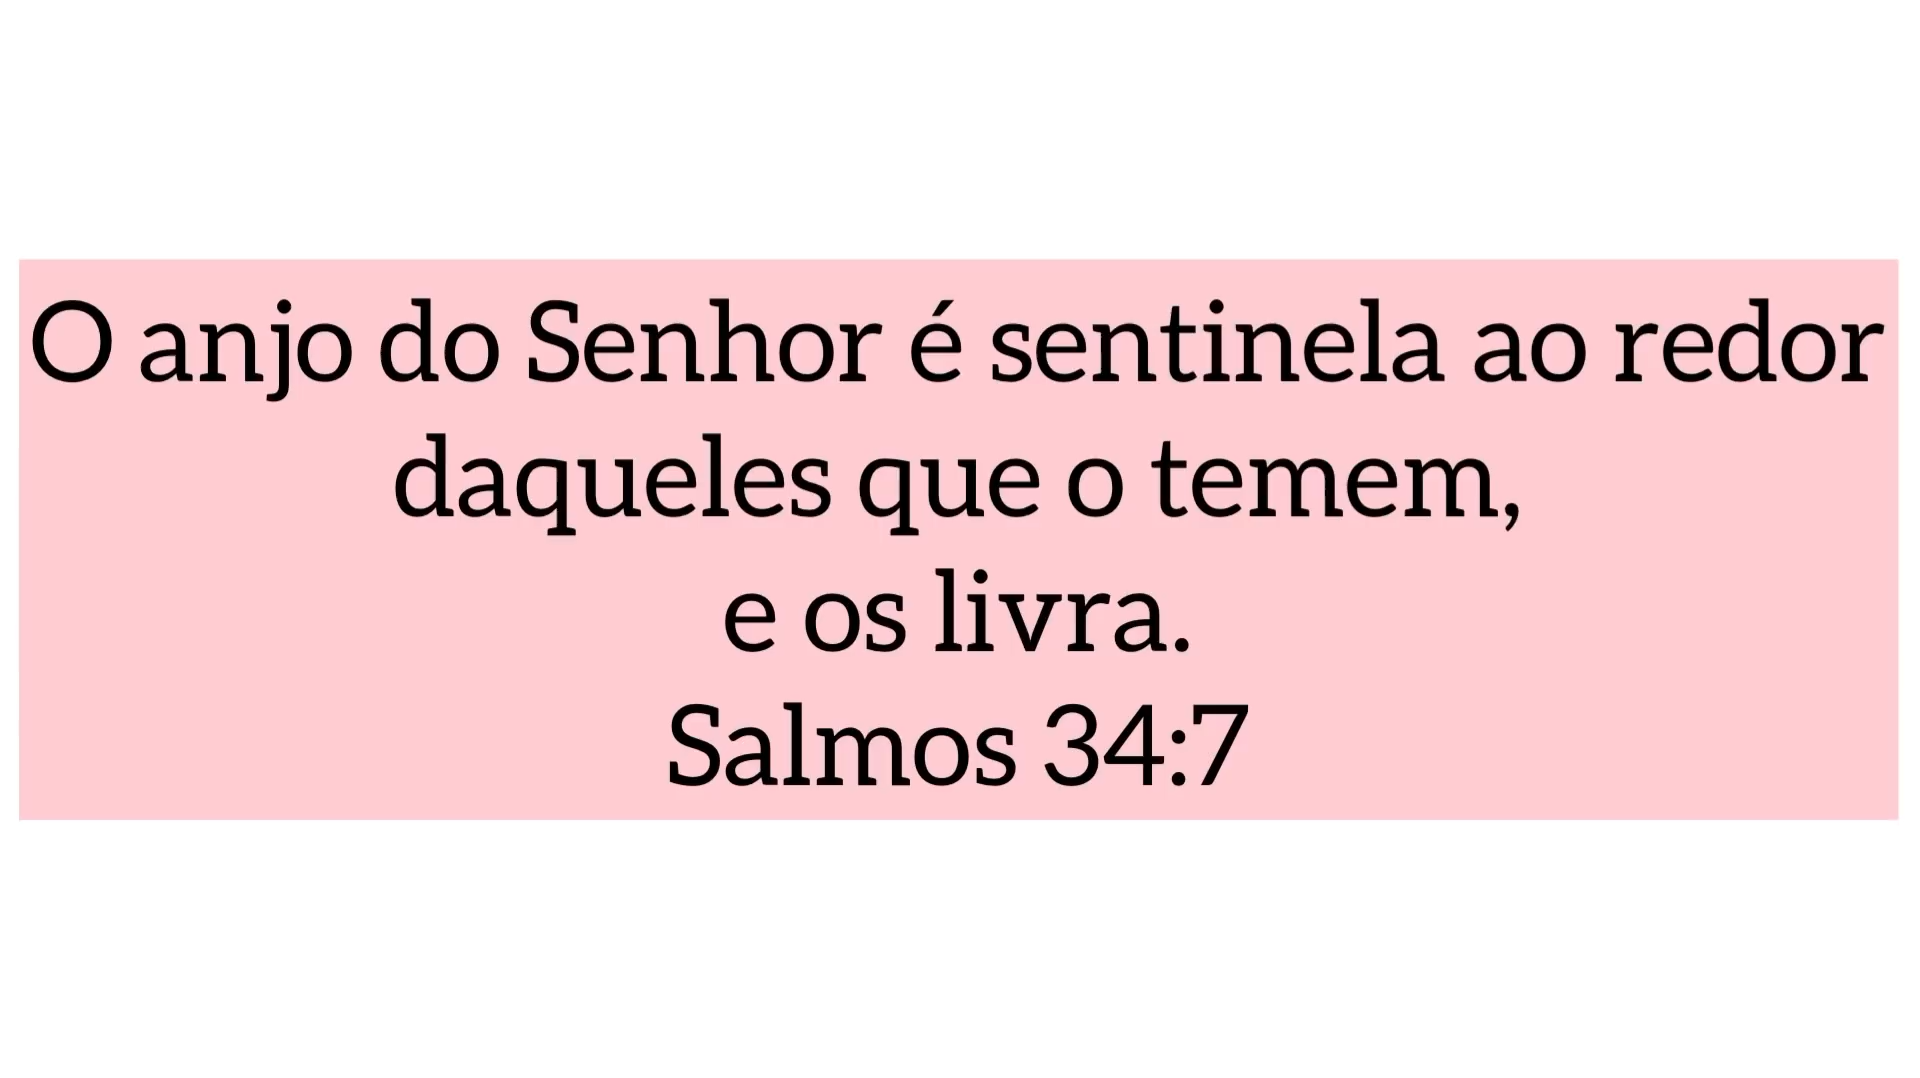 O anjo do Senhor é sentinela ao redor
daqueles que o temem,
e os livra.
Salmos 34:7